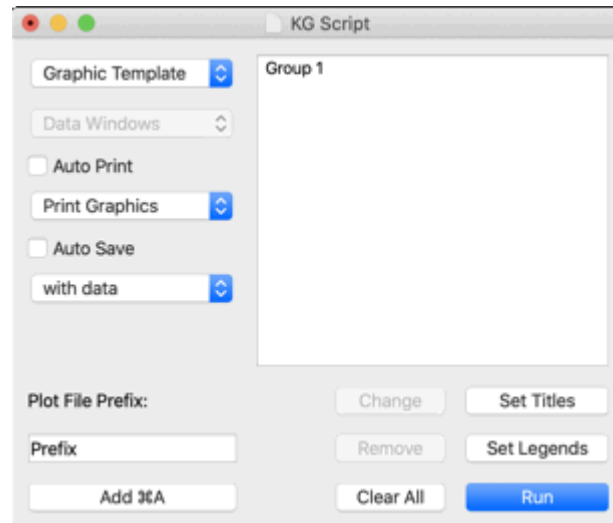 KG Script
Graphic Template
Group 1
Data Windows
Auto Print
Print Graphics
Auto Save
with data
Plot File Prefix:
Change
Set Titles
Prefix
Remove
Set Legends
Add ⌘A
Clear All
Run